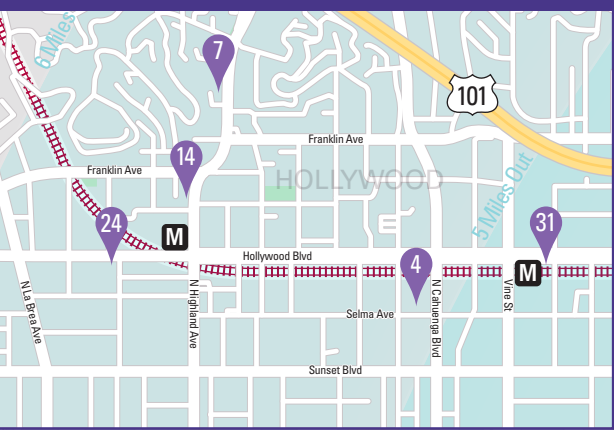 6 Miles
7
101
Franklin Ave
14
Franklin Ave
HOLLYWOOD
5 Miles Out
24
M
31
Hollywood Blvd
4
M
N La Brea Ave
N Highland Ave
N Cahuenga Blvd
Vine St
Selma Ave
Sunset Blvd